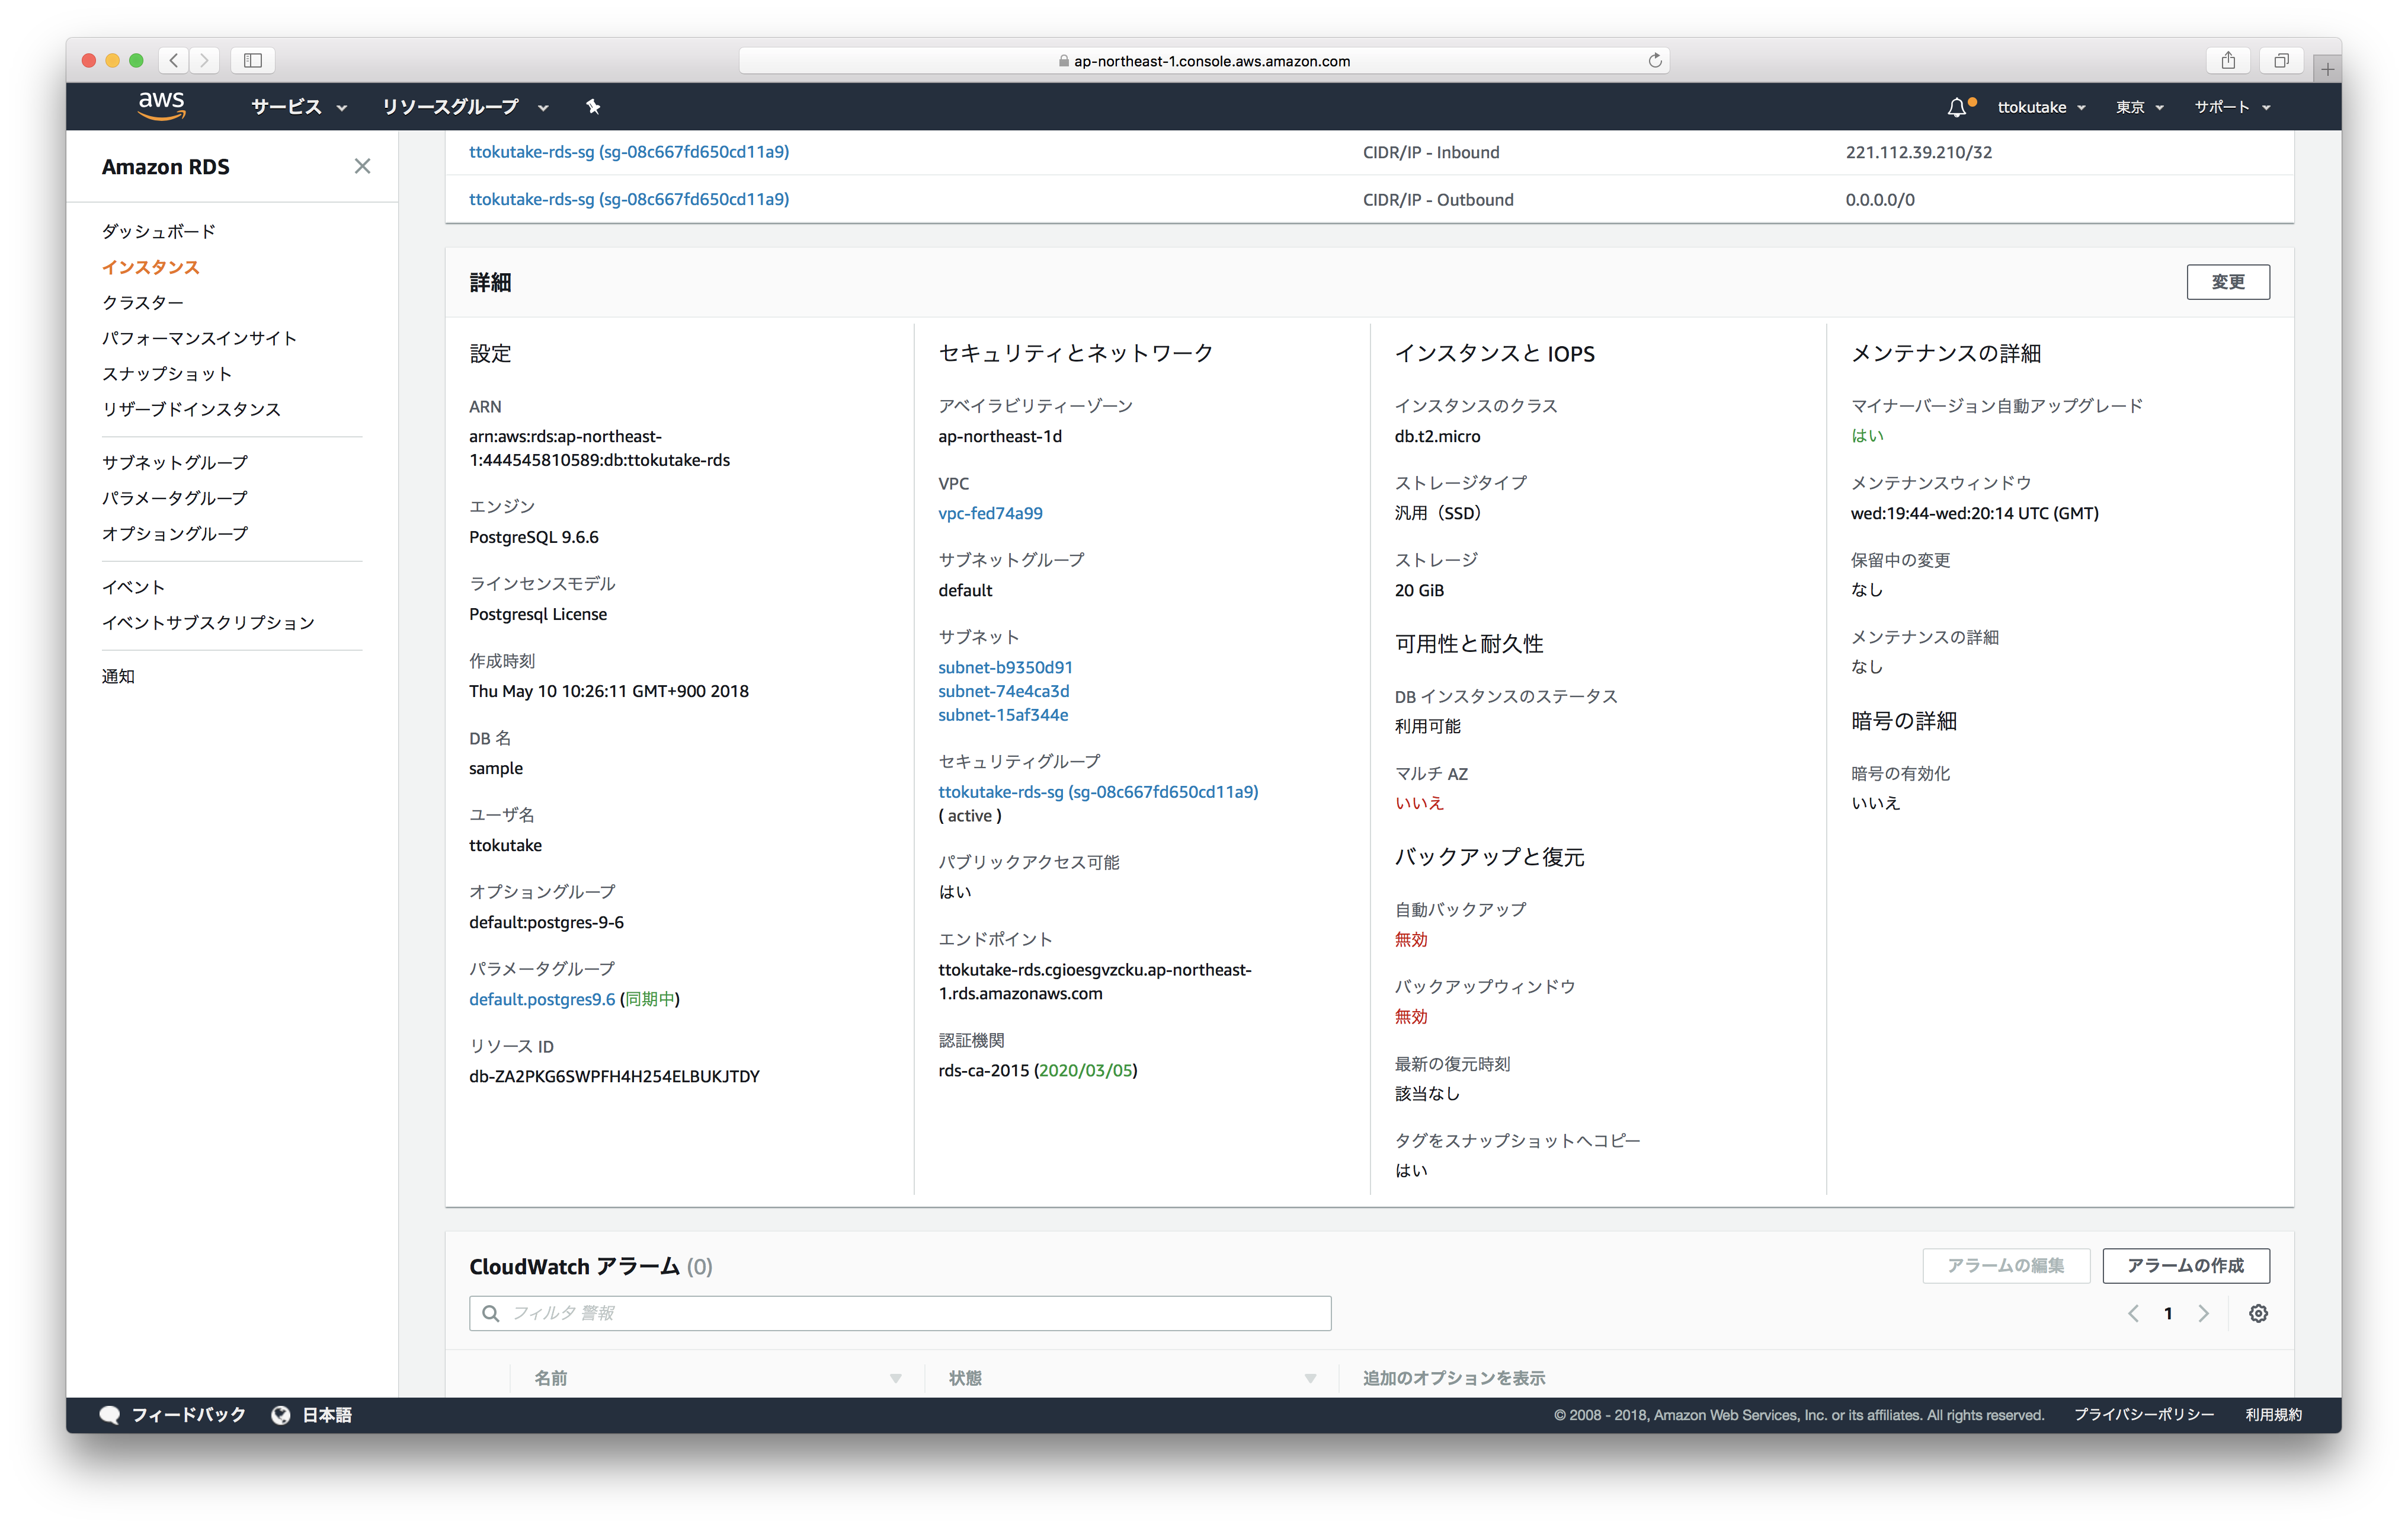 ap-northeast-1.console.aws.amazon.com
aws
サービス
リソースグループ
ttokutake
東京
サポート
Amazon RDS
ダッシュボード
インスタンス
クラスター
パフォーマンスインサイト
スナップショット
リザーブドインスタンス
サブネットグループ
パラメータグループ
オプショングループ
イベント
イベントサブスクリプション
通知
ttokutake-rds-sg (sg-08c667fd650cd11a9) CIDR/IP - Inbound 221.112.39.210/32
ttokutake-rds-sg (sg-08c667fd650cd11a9) CIDR/IP - Outbound 0.0.0.0/0
詳細
変更
設定
ARN
arn:aws:rds:ap-northeast-
1:444545810589:db:ttokutake-rds
エンジン
PostgreSQL 9.6.6
ラインセンスモデル
Postgresql License
作成時刻
Thu May 10 10:26:11 GMT+900 2018
DB 名
sample
ユーザ名
ttokutake
オプショングループ
default:postgres-9-6
パラメータグループ
default.postgres9.6 (同期中)
リソース ID
db-ZA2PKG6SWPFH4H254ELBUKJTDY
セキュリティとネットワーク
アベイラビリティーゾーン
ap-northeast-1d
VPC
vpc-fed74a99
サブネットグループ
default
サブネット
subnet-b9350d91
subnet-74e4ca3d
subnet-15af344e
セキュリティグループ
ttokutake-rds-sg (sg-08c667fd650cd11a9)
( active )
パブリックアクセス可能
はい
エンドポイント
ttokutake-rds.cgioesgvzcku.ap-northeast-
1.rds.amazonaws.com
認証機関
rds-ca-2015 (2020/03/05)
インスタンスと IOPS
インスタンスのクラス
db.t2.micro
ストレージタイプ
汎用（SSD）
ストレージ
20 GiB
可用性と耐久性
DB インスタンスのステータス
利用可能
マルチ AZ
いいえ
バックアップと復元
自動バックアップ
無効
バックアップウィンドウ
無効
最新の復元時刻
該当なし
タグをスナップショットへコピー
はい
メンテナンスの詳細
マイナーバージョン自動アップグレード
はい
メンテナンスウィンドウ
wed:19:44-wed:20:14 UTC (GMT)
保留中の変更
なし
メンテナンスの詳細
なし
暗号の詳細
暗号の有効化
いいえ
CloudWatch アラーム (0)
アラームの編集
アラームの作成
フィルタ 警報
1
名前
状態
追加のオプションを表示
フィードバック
日本語
© 2008 - 2018, Amazon Web Services, Inc. or its affiliates. All rights reserved.
プライバシーポリシー
利用規約